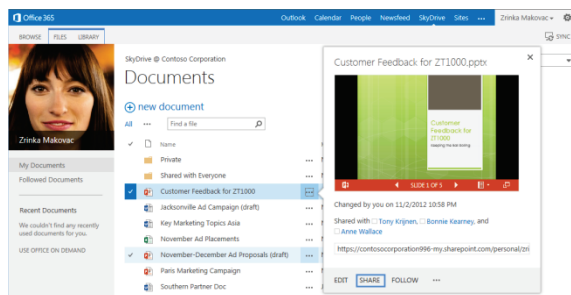 Office 365
Outlook Calendar People Newsfeed SkyDrive Sites ••• Zrinka Makovac
BROWSE FILES LIBRARY
SYNC
SkyDrive @ Contoso Corporation
Documents
new document
All ••• Find a file
Name
Private •••
Shared with Everyone •••
Customer Feedback for ZT1000 •••
Jacksonville Ad Campaign (draft) •••
Key Marketing Topics Asia •••
November Ad Placements •••
November-December Ad Proposals (draft) •••
Paris Marketing Campaign •••
Southern Partner Doc •••
Zrinka Makovac
My Documents
Followed Documents
Recent Documents
We couldn't find any recently
used documents for you.
USE OFFICE ON DEMAND
Customer Feedback for ZT1000.pptx
Customer
Feedback for
ZT1000
SLIDE 1 OF 5
Changed by you on 11/2/2012 10:58 PM
Shared with Tony Krijnen, Bonnie Kearney, and
Anne Wallace
https://contosocorporation996-my.sharepoint.com/personal/zri
EDIT SHARE FOLLOW •••